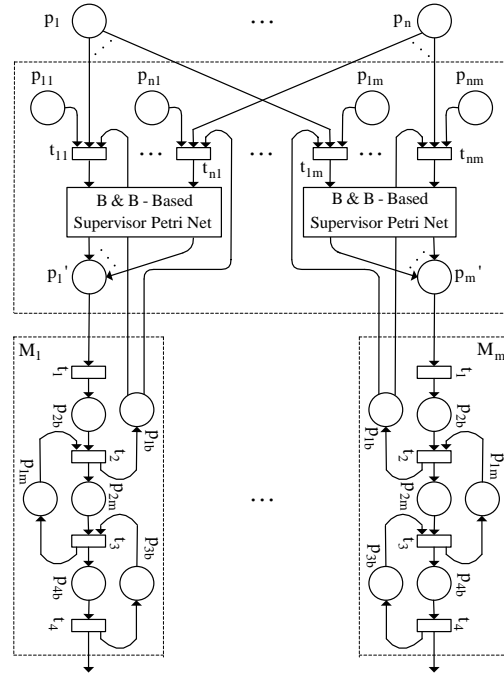 p1 ... pn
p11 pn1 p1m pnm
t11 ... tn1 ... t1m ... tnm
B & B - Based Supervisor Petri Net
B & B - Based Supervisor Petri Net
p1' pm'
M1 Mm
t1 t1
p2b p1b p1b p2b
t2 t2
p1m p2m ... p2m p1m
t3 t3
p3b p3b
p4b p4b
t4 t4